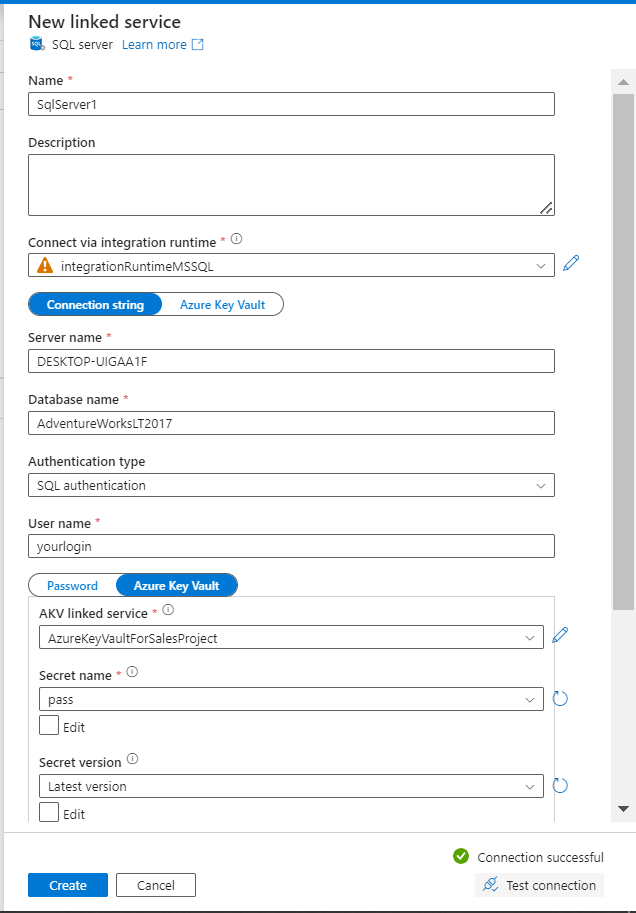 New linked service
SQL server Learn more
Name *
SqlServer1
Description
Connect via integration runtime *
integrationRuntimeMSSQL
Connection string Azure Key Vault
Server name *
DESKTOP-UIGAA1F
Database name *
AdventureWorksLT2017
Authentication type
SQL authentication
User name *
yourlogin
Password Azure Key Vault
AKV linked service *
AzureKeyVaultForSalesProject
Secret name *
pass
Edit
Secret version
Latest version
Edit
Connection successful
Create Cancel Test connection